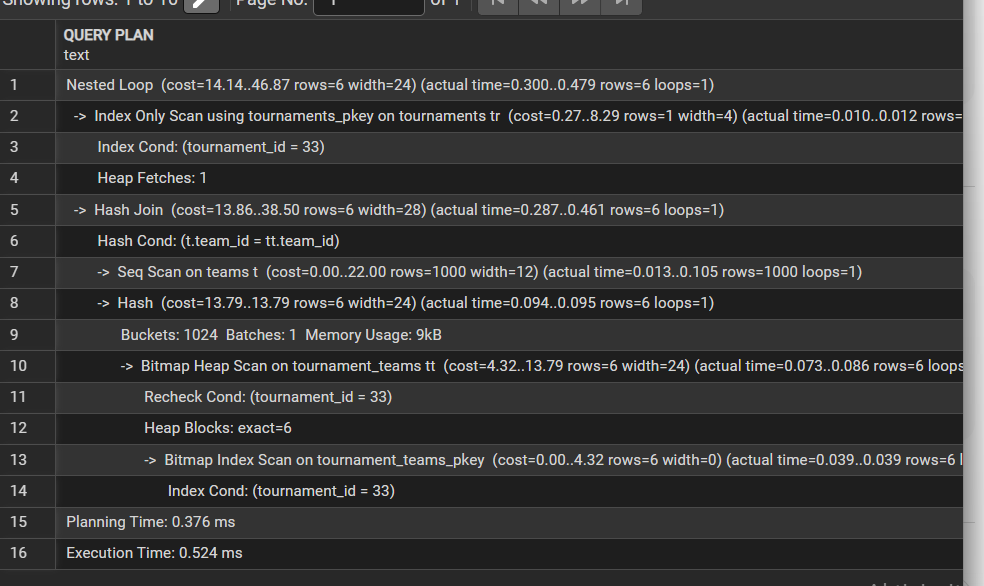 Showing rows: 1 to 16 Page No: 1 of 1
QUERY PLAN
text
1 Nested Loop (cost=14.14..46.87 rows=6 width=24) (actual time=0.300..0.479 rows=6 loops=1)
2 -> Index Only Scan using tournaments_pkey on tournaments tr (cost=0.27..8.29 rows=1 width=4) (actual time=0.010..0.012 rows=
3 Index Cond: (tournament_id = 33)
4 Heap Fetches: 1
5 -> Hash Join (cost=13.86..38.50 rows=6 width=28) (actual time=0.287..0.461 rows=6 loops=1)
6 Hash Cond: (t.team_id = tt.team_id)
7 -> Seq Scan on teams t (cost=0.00..22.00 rows=1000 width=12) (actual time=0.013..0.105 rows=1000 loops=1)
8 -> Hash (cost=13.79..13.79 rows=6 width=24) (actual time=0.094..0.095 rows=6 loops=1)
9 Buckets: 1024 Batches: 1 Memory Usage: 9kB
10 -> Bitmap Heap Scan on tournament_teams tt (cost=4.32..13.79 rows=6 width=24) (actual time=0.073..0.086 rows=6 loops
11 Recheck Cond: (tournament_id = 33)
12 Heap Blocks: exact=6
13 -> Bitmap Index Scan on tournament_teams_pkey (cost=0.00..4.32 rows=6 width=0) (actual time=0.039..0.039 rows=6 l
14 Index Cond: (tournament_id = 33)
15 Planning Time: 0.376 ms
16 Execution Time: 0.524 ms